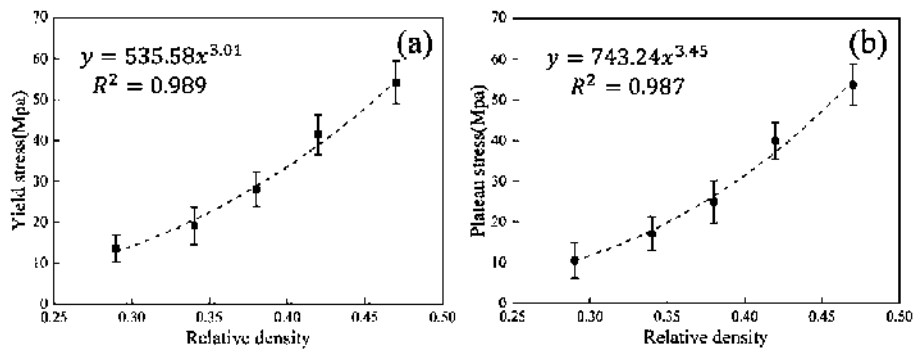 70
60
50
40
30
20
10
0
Yield stress(Mpa)
y = 535.58x^3.01
R² = 0.989
(a)
0.25 0.30 0.35 0.40 0.45 0.50
Relative density
70
60
50
40
30
20
10
0
Plateau stress(Mpa)
y = 743.24x^3.45
R² = 0.987
(b)
0.25 0.30 0.35 0.40 0.45 0.50
Relative density